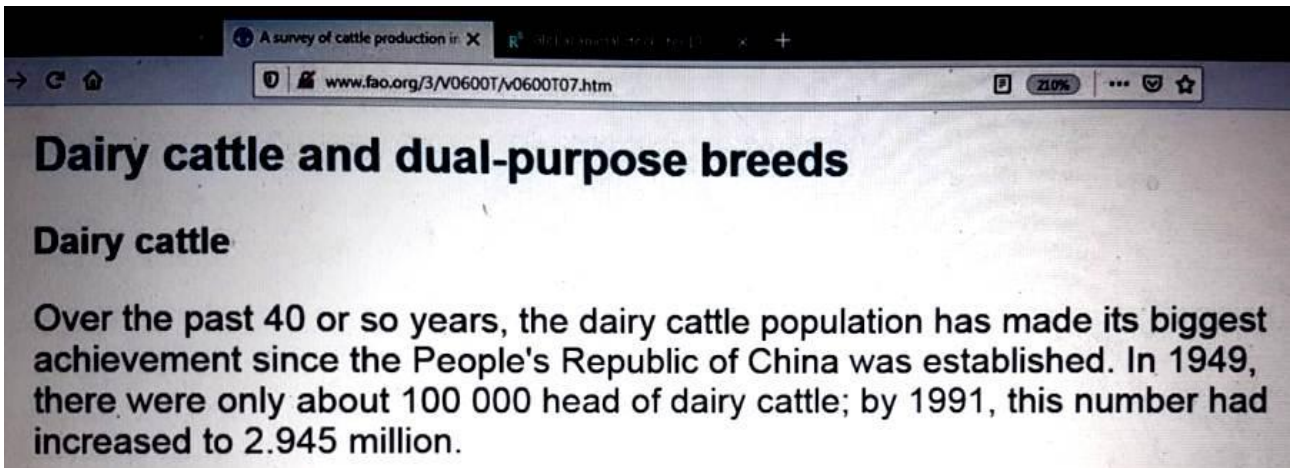 A survey of cattle production in
www.fao.org/3/V0600T/v0600T07.htm
210%
Dairy cattle and dual-purpose breeds
Dairy cattle
Over the past 40 or so years, the dairy cattle population has made its biggest
achievement since the People's Republic of China was established. In 1949,
there were only about 100 000 head of dairy cattle; by 1991, this number had
increased to 2.945 million.